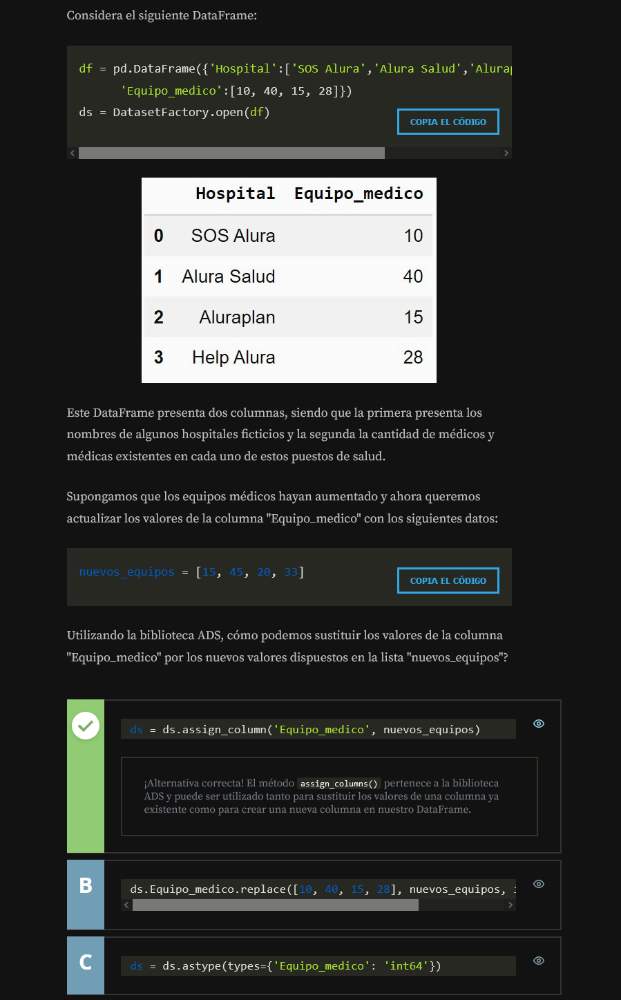 Considera el siguiente DataFrame:
df = pd.DataFrame({'Hospital':['SOS Alura','Alura Salud','Alura
'Equipo_medico':[10, 40, 15, 28]})
ds = DatasetFactory.open(df)
COPIA EL CÓDIGO
Hospital Equipo_medico
0 SOS Alura 10
1 Alura Salud 40
2 Aluraplan 15
3 Help Alura 28
Este DataFrame presenta dos columnas, siendo que la primera presenta los
nombres de algunos hospitales ficticios y la segunda la cantidad de médicos y
médicas existentes en cada uno de estos puestos de salud.
Supongamos que los equipos médicos hayan aumentado y ahora queremos
actualizar los valores de la columna "Equipo_medico" con los siguientes datos:
nuevos_equipos = [15, 45, 20, 33]
COPIA EL CÓDIGO
Utilizando la biblioteca ADS, cómo podemos sustituir los valores de la columna
"Equipo_medico" por los nuevos valores dispuestos en la lista "nuevos_equipos"?
ds = ds.assign_column('Equipo_medico', nuevos_equipos)
¡Alternativa correcta! El método assign_columns() pertenece a la biblioteca
ADS y puede ser utilizado tanto para sustituir los valores de una columna ya
existente como para crear una nueva columna en nuestro DataFrame.
B
ds.Equipo_medico.replace([10, 40, 15, 28], nuevos_equipos,
C
ds = ds.astype(types={'Equipo_medico': 'int64'})